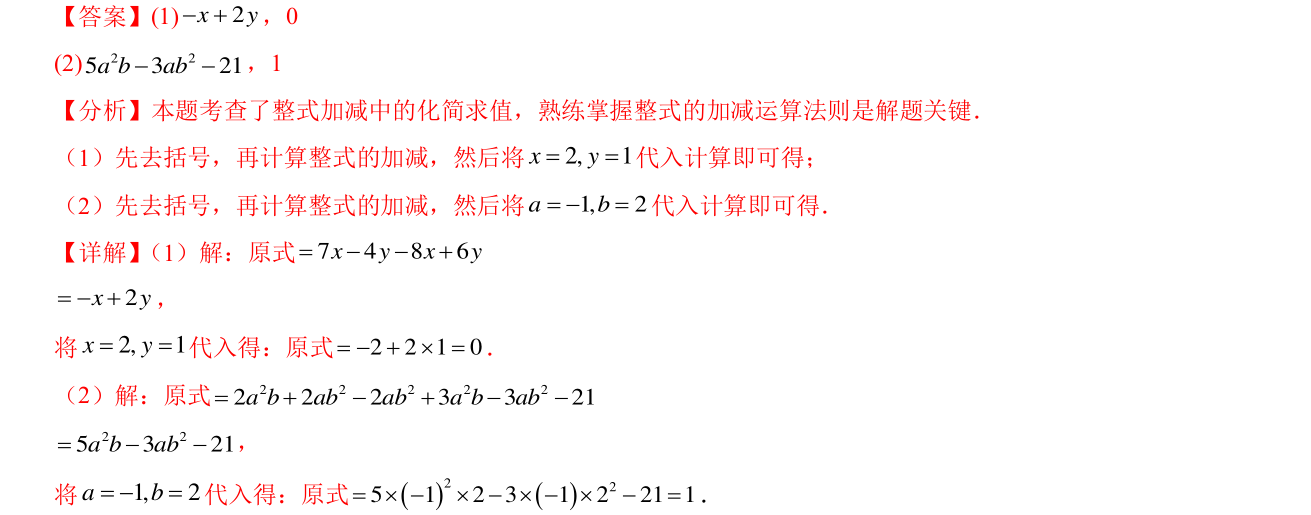 【答案】(1)−x+2y，0
(2)5a²b−3ab²−21，1
【分析】本题考查了整式加减中的化简求值，熟练掌握整式的加减运算法则是解题关键．
（1）先去括号，再计算整式的加减，然后将x=2,y=1代入计算即可得；
（2）先去括号，再计算整式的加减，然后将a=−1,b=2代入计算即可得．
【详解】（1）解：原式=7x−4y−8x+6y
=−x+2y，
将x=2,y=1代入得：原式=−2+2×1=0．
（2）解：原式=2a²b+2ab²−2ab²+3a²b−3ab²−21
=5a²b−3ab²−21，
将a=−1,b=2代入得：原式=5×(−1)²×2−3×(−1)×2²−21=1．